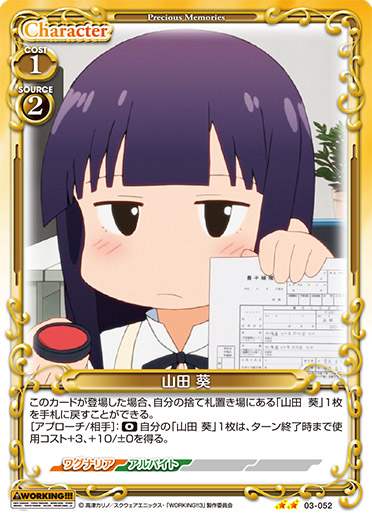 Precious Memories
Character
COST
1
SOURCE
2
山田 葵
このカードが登場した場合、自分の捨て札置き場にある「山田 葵」1枚
を手札に戻すことができる。
[アプローチ/相手]:0自分の「山田 葵」1枚は、ターン終了時まで使
用コスト+3、+10/±0を得る。
ワグナリア アルバイト
WORKING!!!
03-052
© 高津カリノ/スクウェアエニックス・「WORKING!!3」製作委員会